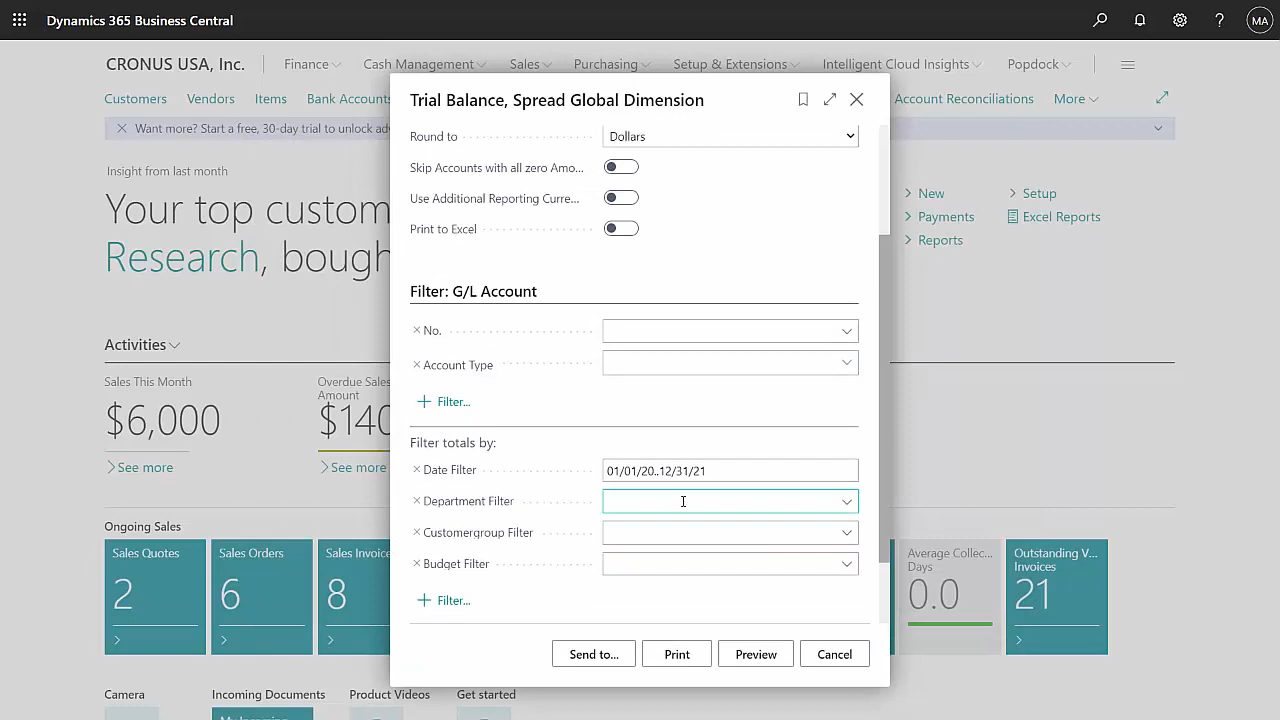 Dynamics 365 Business Central
MA
CRONUS USA, Inc.
Finance
Cash Management
Sales
Purchasing
Setup & Extensions
Intelligent Cloud Insights
Popdock
Customers
Vendors
Items
Bank Accounts
Account Reconciliations
More
Want more? Start a free, 30-day trial to unlock adv
Insight from last month
Your top custom
Research, bough
New
Payments
Reports
Setup
Excel Reports
Activities
Sales This Month
$6,000
See more
Overdue Sales
Amount
$140
See more
Ongoing Sales
Sales Quotes
2
Sales Orders
6
Sales Invoice
8
Average Collec...
Days
0.0
Outstanding V...
Invoices
21
Camera
Incoming Documents
Product Videos
Get started
Trial Balance, Spread Global Dimension
Round to
Dollars
Skip Accounts with all zero Amo...
Use Additional Reporting Curre...
Print to Excel
Filter: G/L Account
No.
Account Type
Filter...
Filter totals by:
Date Filter
01/01/20..12/31/21
Department Filter
Customergroup Filter
Budget Filter
Filter...
Send to...
Print
Preview
Cancel